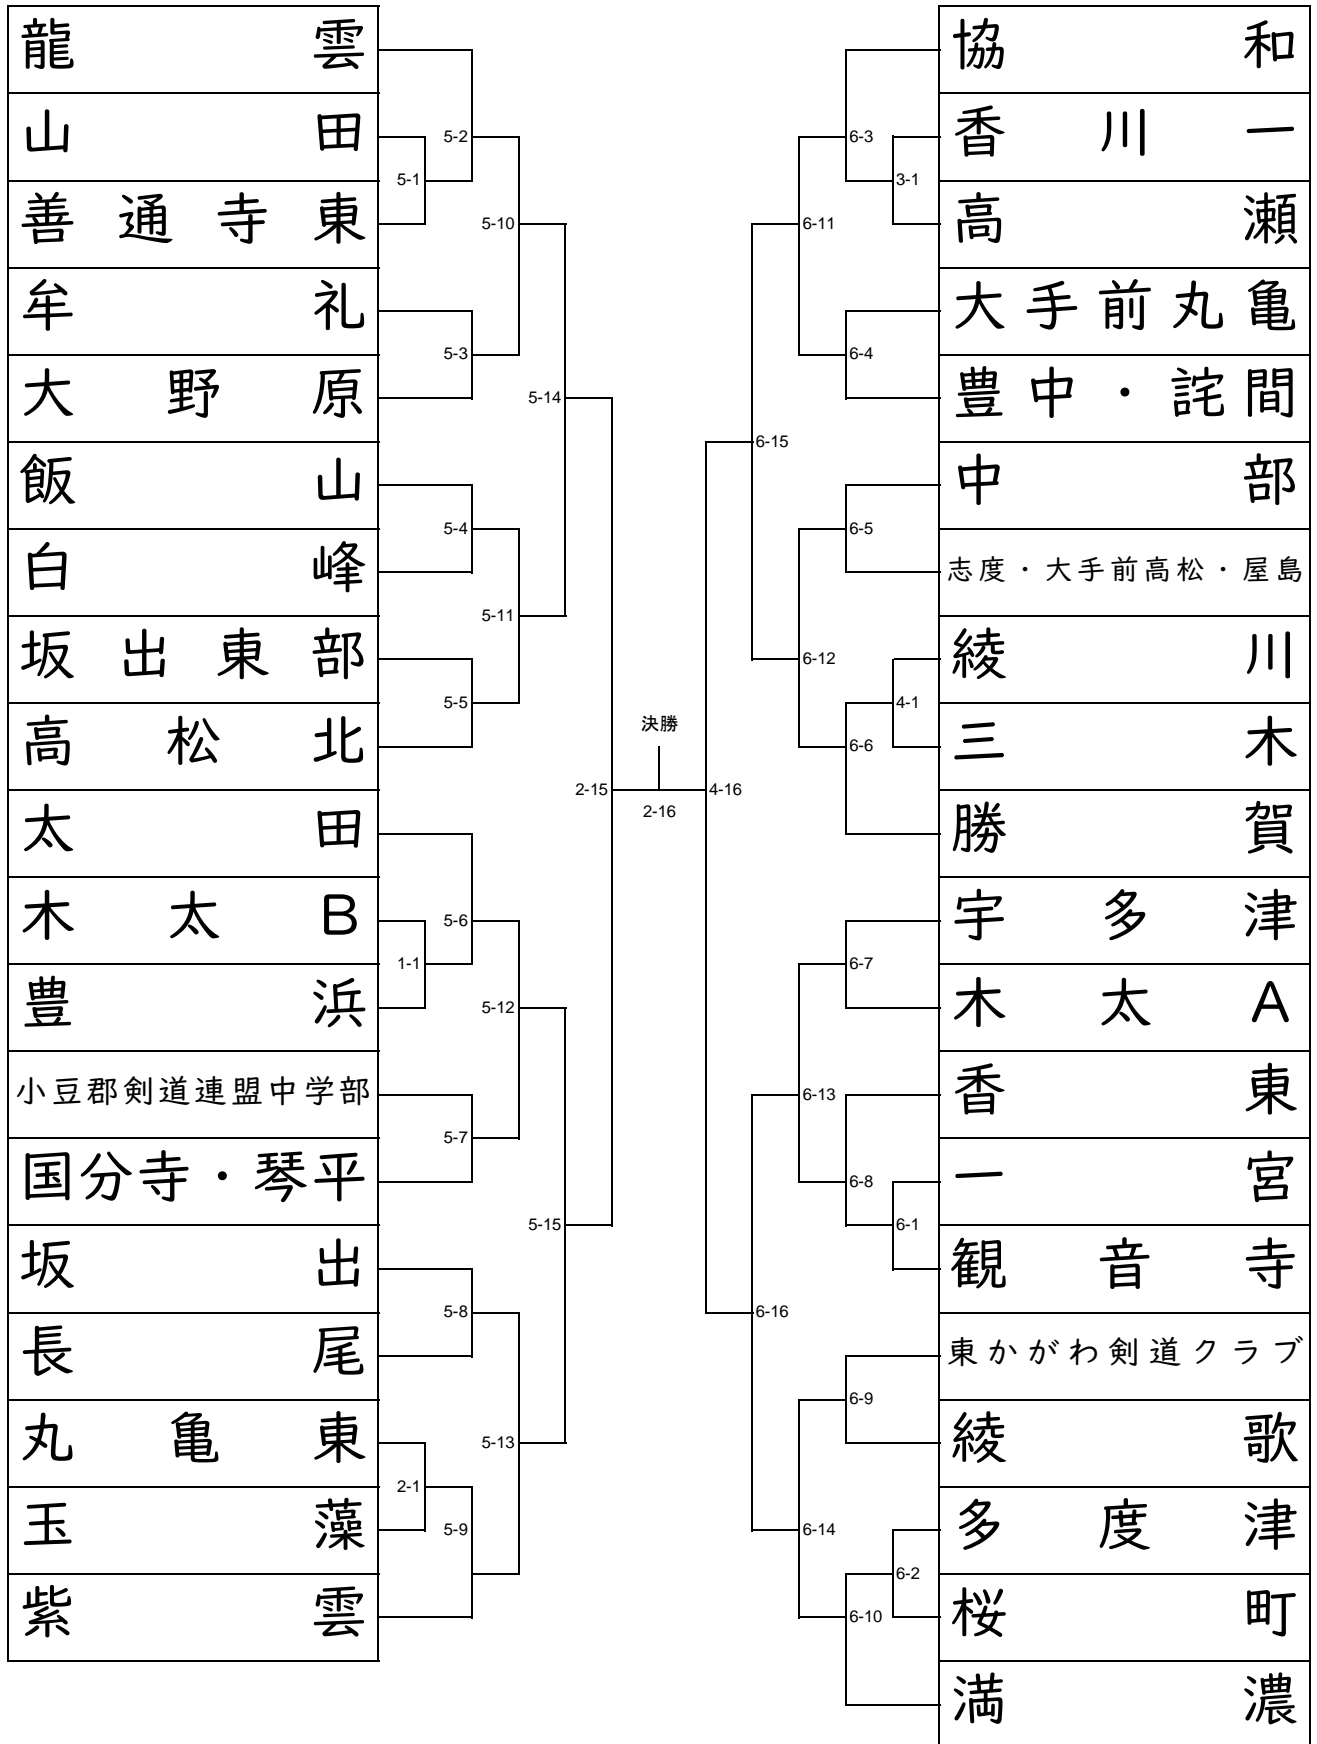 龍雲
山田
善通寺東
牟礼
大野原
飯山
白峰
坂出東部
高松北
太田
木太B
豊浜
小豆郡剣道連盟中学部
国分寺・琴平
坂出
長尾
丸亀東
玉藻
紫雲
5-1
1-1
2-1
5-2
5-3
5-4
5-5
5-6
5-7
5-8
5-9
5-10
5-11
5-12
5-13
5-14
5-15
2-15
決勝
2-16
4-16
6-15
6-16
6-11
6-12
6-13
6-14
6-3
6-4
6-5
6-6
6-7
6-8
6-9
6-10
3-1
4-1
6-1
6-2
協和
香川一
高瀬
大手前丸亀
豊中・詫間
中部
志度・大手前高松・屋島
綾川
三木
勝賀
宇多津
木太A
香東
一宮
観音寺
東かがわ剣道クラブ
綾歌
多度津
桜町
満濃